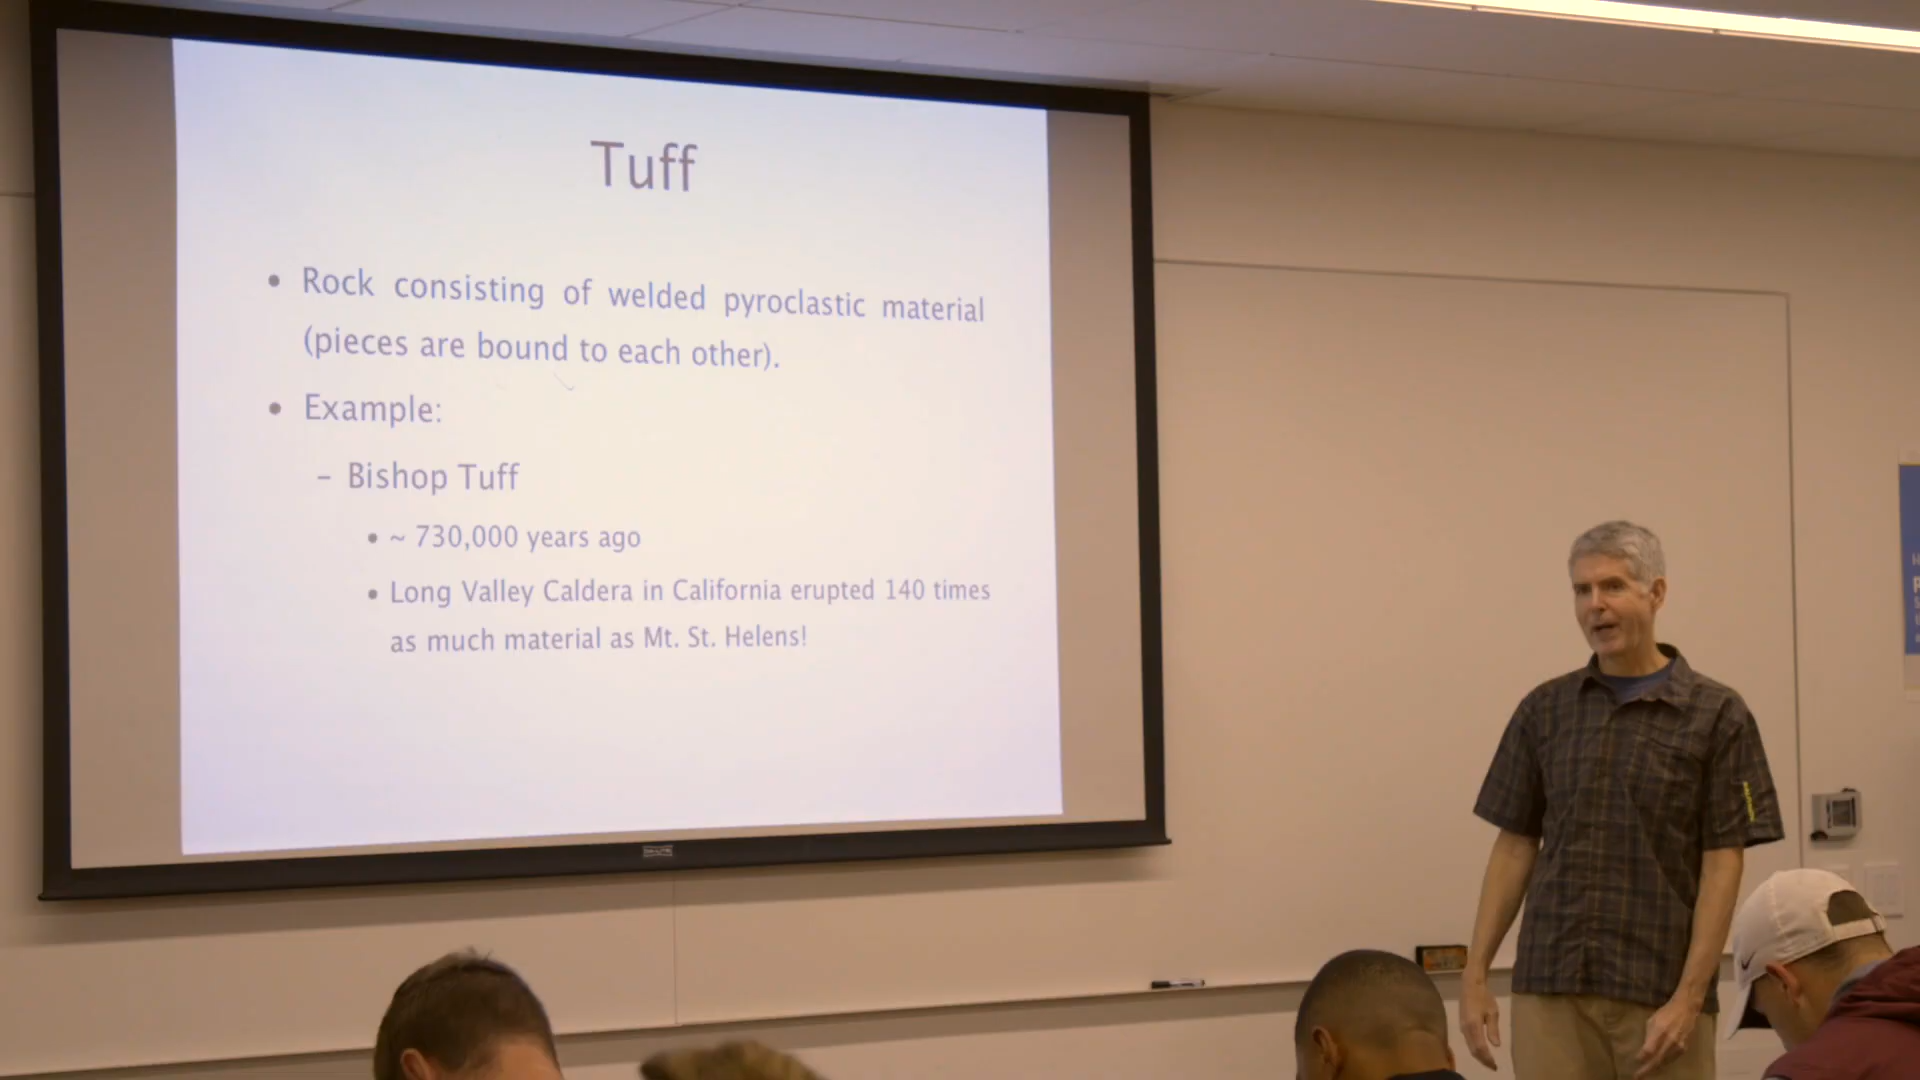 Tuff
• Rock consisting of welded pyroclastic material
(pieces are bound to each other).
• Example:
– Bishop Tuff
• ~ 730,000 years ago
• Long Valley Caldera in California erupted 140 times
as much material as Mt. St. Helens!